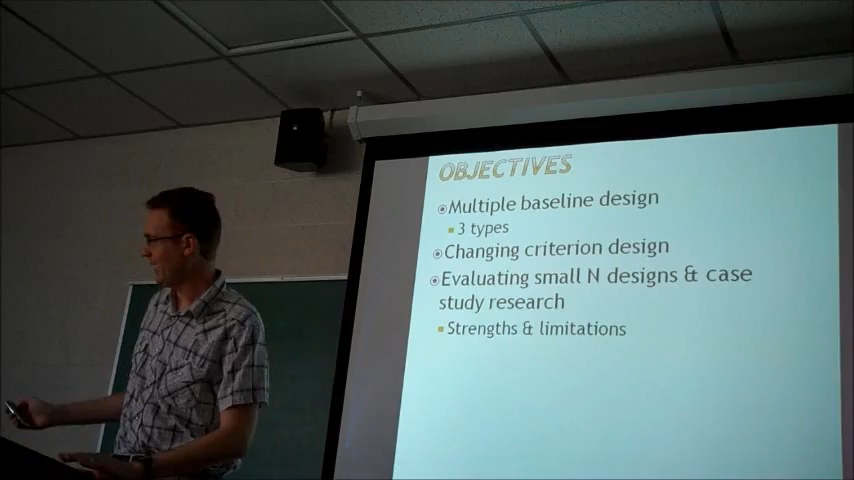 OBJECTIVES
Multiple baseline design
3 types
Changing criterion design
Evaluating small N designs & case
study research
Strengths & limitations